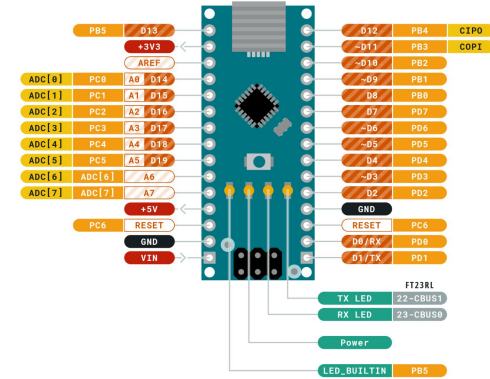 PB5 D13 ~D12 PB4 CIPO
+3V3 ~D11 PB3 COPI
AREF ~D10 PB2
ADC[0] PC0 A0 D14 ~D9 PB1
ADC[1] PC1 A1 D15 D8 PB0
ADC[2] PC2 A2 D16 D7 PD7
ADC[3] PC3 A3 D17 ~D6 PD6
ADC[4] PC4 A4 D18 ~D5 PD5
ADC[5] PC5 A5 D19 D4 PD4
ADC[6] ADC[6] A6 ~D3 PD3
ADC[7] ADC[7] A7 D2 PD2
+5V GND
PC6 RESET RESET PC6
GND D0/RX PD0
VIN D1/TX PD1
FT23RL
TX LED 22-CBUS1
RX LED 23-CBUS0
Power
LED_BUILTIN PB5